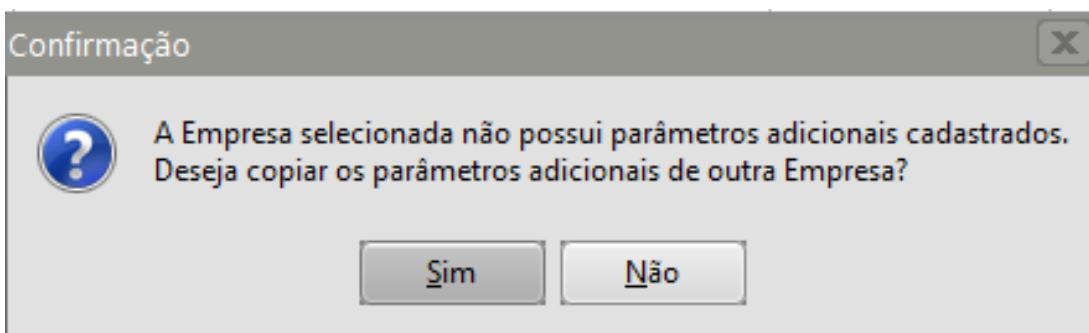 Confirmação
A Empresa selecionada não possui parâmetros adicionais cadastrados.
Deseja copiar os parâmetros adicionais de outra Empresa?
Sim
Não